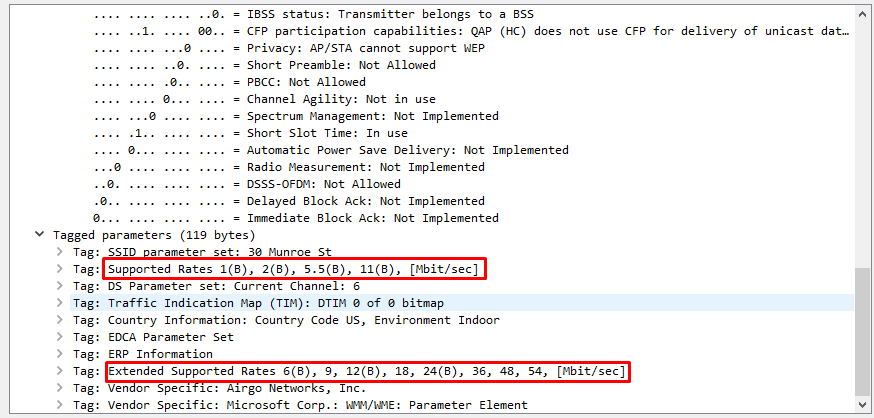 .... .... .... ..0. = IBSS status: Transmitter belongs to a BSS
.... ..1. .... 00.. = CFP participation capabilities: QAP (HC) does not use CFP for delivery of unicast dat…
.... .... ...0 .... = Privacy: AP/STA cannot support WEP
.... .... ..0. .... = Short Preamble: Not Allowed
.... .... .0.. .... = PBCC: Not Allowed
.... .... 0... .... = Channel Agility: Not in use
.... ...0 .... .... = Spectrum Management: Not Implemented
.... .1.. .... .... = Short Slot Time: In use
.... 0... .... .... = Automatic Power Save Delivery: Not Implemented
...0 .... .... .... = Radio Measurement: Not Implemented
..0. .... .... .... = DSSS-OFDM: Not Allowed
.0.. .... .... .... = Delayed Block Ack: Not Implemented
0... .... .... .... = Immediate Block Ack: Not Implemented
Tagged parameters (119 bytes)
Tag: SSID parameter set: 30 Munroe St
Tag: Supported Rates 1(B), 2(B), 5.5(B), 11(B), [Mbit/sec]
Tag: DS Parameter set: Current Channel: 6
Tag: Traffic Indication Map (TIM): DTIM 0 of 0 bitmap
Tag: Country Information: Country Code US, Environment Indoor
Tag: EDCA Parameter Set
Tag: ERP Information
Tag: Extended Supported Rates 6(B), 9, 12(B), 18, 24(B), 36, 48, 54, [Mbit/sec]
Tag: Vendor Specific: Airgo Networks, Inc.
Tag: Vendor Specific: Microsoft Corp.: WMM/WME: Parameter Element